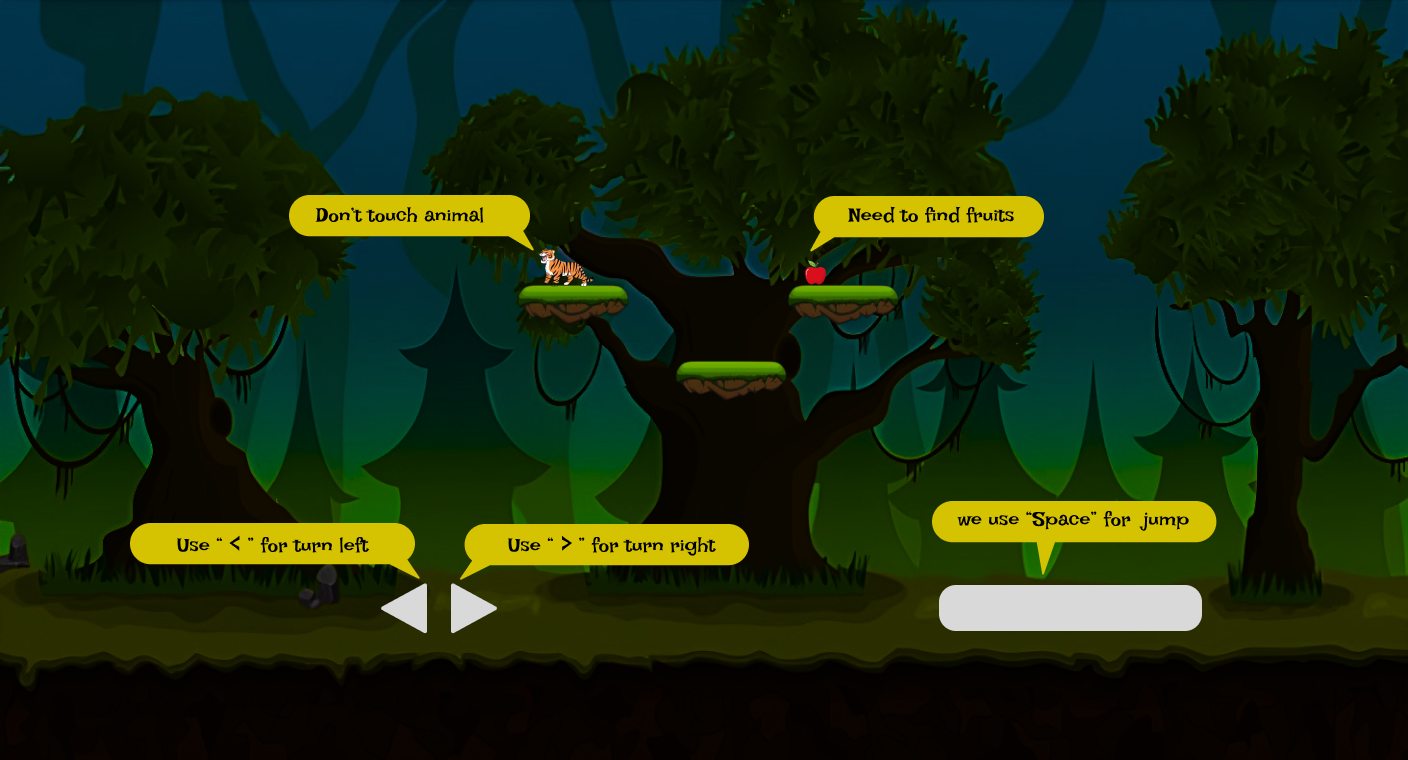 Don't touch animal
Need to find fruits
we use "Space" for jump
Use " < " for turn left
Use " > " for turn right